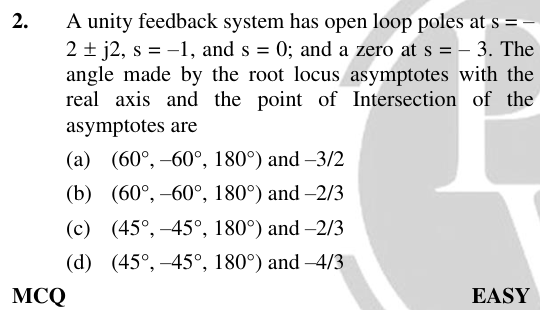 2. A unity feedback system has open loop poles at s = –
2 ± j2, s = –1, and s = 0; and a zero at s = – 3. The
angle made by the root locus asymptotes with the
real axis and the point of Intersection of the
asymptotes are
(a) (60°, –60°, 180°) and –3/2
(b) (60°, –60°, 180°) and –2/3
(c) (45°, –45°, 180°) and –2/3
(d) (45°, –45°, 180°) and –4/3
MCQ EASY